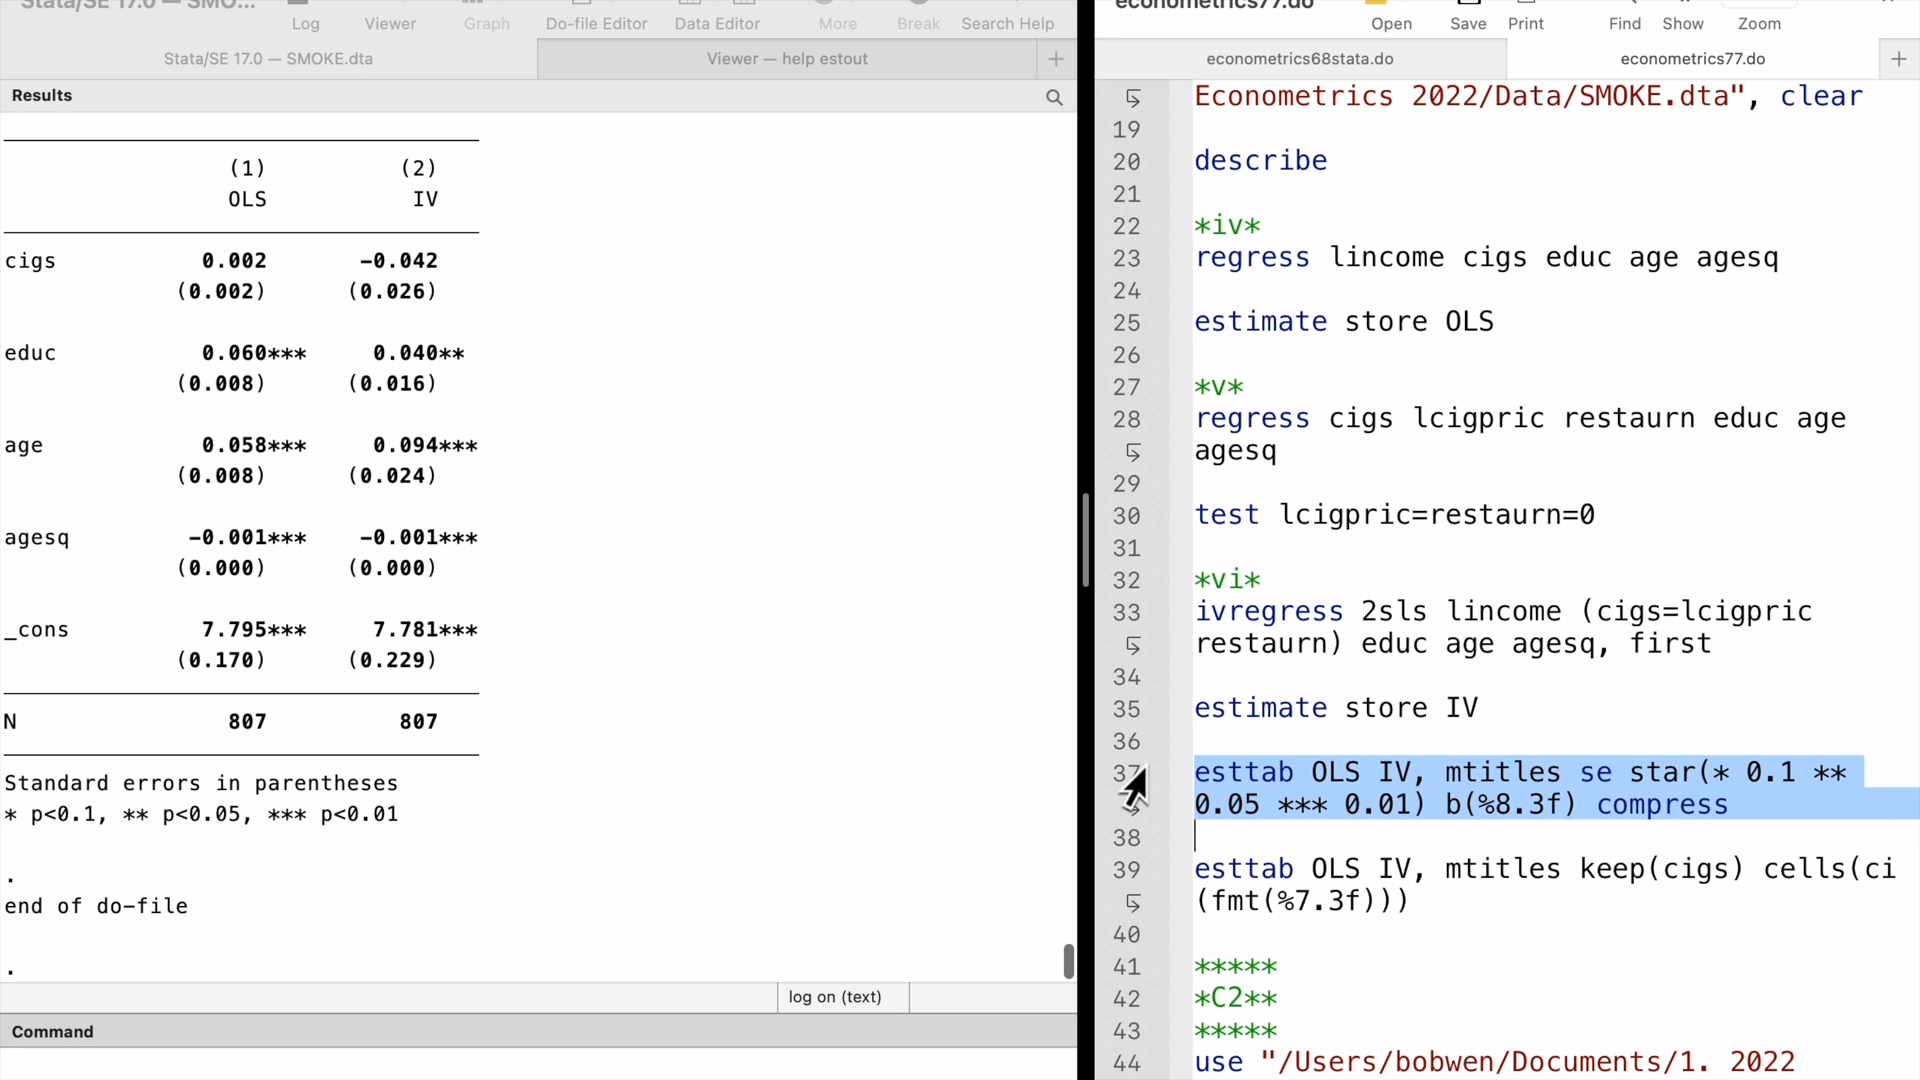 Stata/SE 17.0 — SMO...
Log Viewer Graph Do-file Editor Data Editor More Break Search Help
Stata/SE 17.0 — SMOKE.dta
Viewer — help estout
+
Results
(1) (2)
OLS IV
cigs 0.002 -0.042
(0.002) (0.026)
educ 0.060*** 0.040**
(0.008) (0.016)
age 0.058*** 0.094***
(0.008) (0.024)
agesq -0.001*** -0.001***
(0.000) (0.000)
_cons 7.795*** 7.781***
(0.170) (0.229)
N 807 807
Standard errors in parentheses
* p<0.1, ** p<0.05, *** p<0.01
.
end of do-file
.
log on (text)
Command
econometrics77.do
Open Save Print Find Show Zoom
econometrics68stata.do
econometrics77.do
+
Econometrics 2022/Data/SMOKE.dta", clear
19
20 describe
21
22 *iv*
23 regress lincome cigs educ age agesq
24
25 estimate store OLS
26
27 *v*
28 regress cigs lcigpric restaurn educ age
agesq
29
30 test lcigpric=restaurn=0
31
32 *vi*
33 ivregress 2sls lincome (cigs=lcigpric
restaurn) educ age agesq, first
34
35 estimate store IV
36
37 esttab OLS IV, mtitles se star(* 0.1 **
0.05 *** 0.01) b(%8.3f) compress
38
39 esttab OLS IV, mtitles keep(cigs) cells(ci
(fmt(%7.3f)))
40
41 *****
42 *C2**
43 *****
44 use "/Users/bobwen/Documents/1. 2022